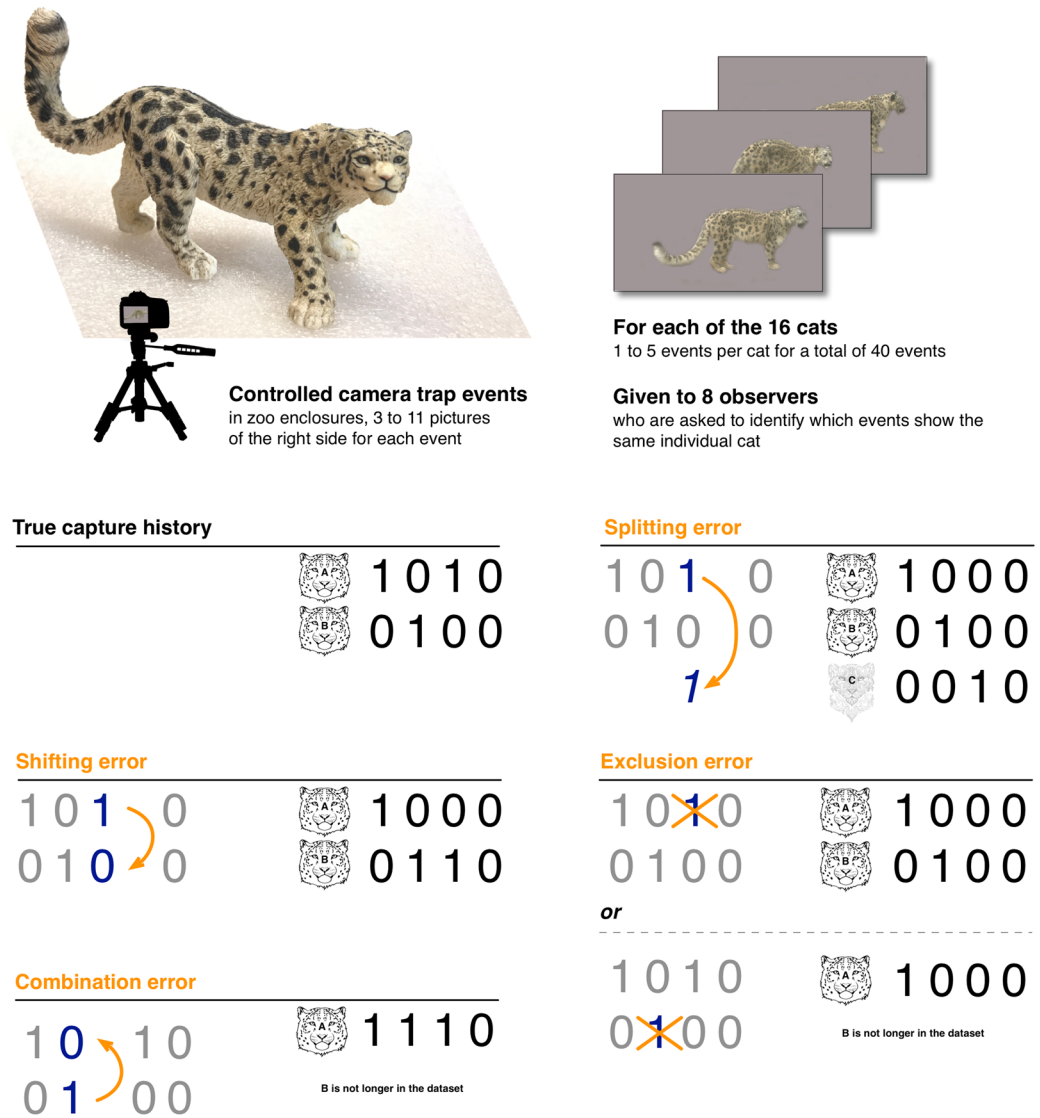 Controlled camera trap events
in zoo enclosures, 3 to 11 pictures
of the right side for each event
For each of the 16 cats
1 to 5 events per cat for a total of 40 events
Given to 8 observers
who are asked to identify which events show the
same individual cat
True capture history
A 1 0 1 0
B 0 1 0 0
Splitting error
1 0 1 0 A 1 0 0 0
0 1 0 0 B 0 1 0 0
1 C 0 0 1 0
Shifting error
1 0 1 0 A 1 0 0 0
0 1 0 0 B 0 1 1 0
Exclusion error
1 0 1 0 A 1 0 0 0
0 1 0 0 B 0 1 0 0
or
1 0 1 0 A 1 0 0 0
0 1 0 0 B is not longer in the dataset
Combination error
1 0 1 0 A 1 1 1 0
0 1 0 0 B is not longer in the dataset